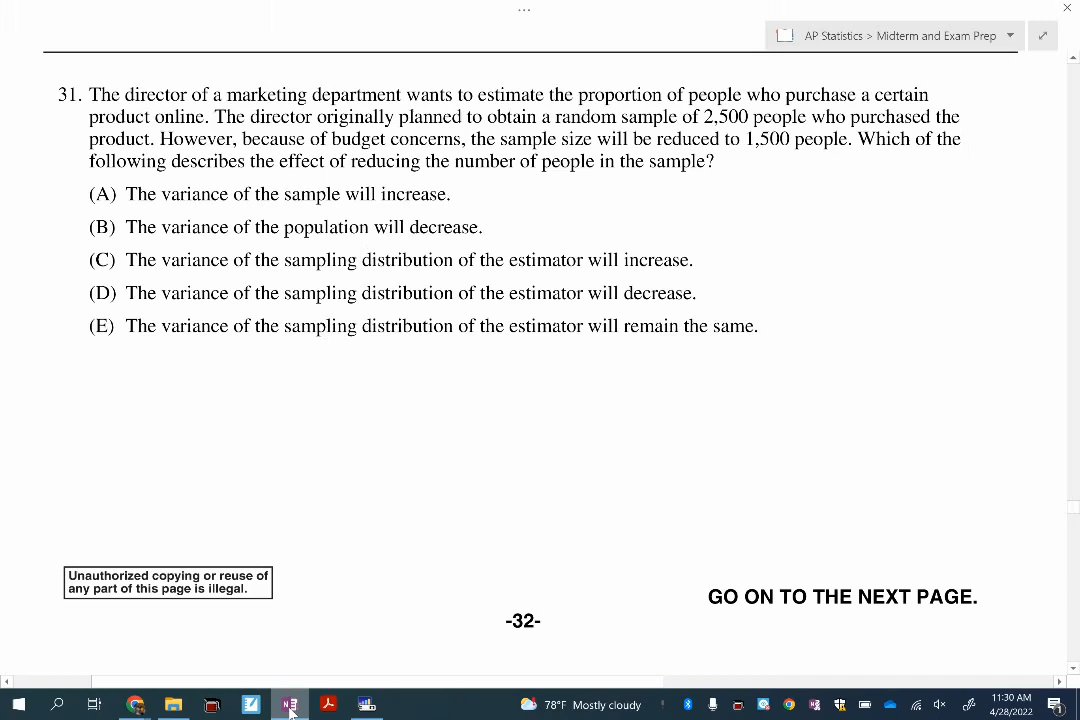 AP Statistics > Midterm and Exam Prep
31. The director of a marketing department wants to estimate the proportion of people who purchase a certain
product online. The director originally planned to obtain a random sample of 2,500 people who purchased the
product. However, because of budget concerns, the sample size will be reduced to 1,500 people. Which of the
following describes the effect of reducing the number of people in the sample?
(A) The variance of the sample will increase.
(B) The variance of the population will decrease.
(C) The variance of the sampling distribution of the estimator will increase.
(D) The variance of the sampling distribution of the estimator will decrease.
(E) The variance of the sampling distribution of the estimator will remain the same.
Unauthorized copying or reuse of
any part of this page is illegal.
GO ON TO THE NEXT PAGE.
-32-
78°F Mostly cloudy
11:30 AM
4/28/2022